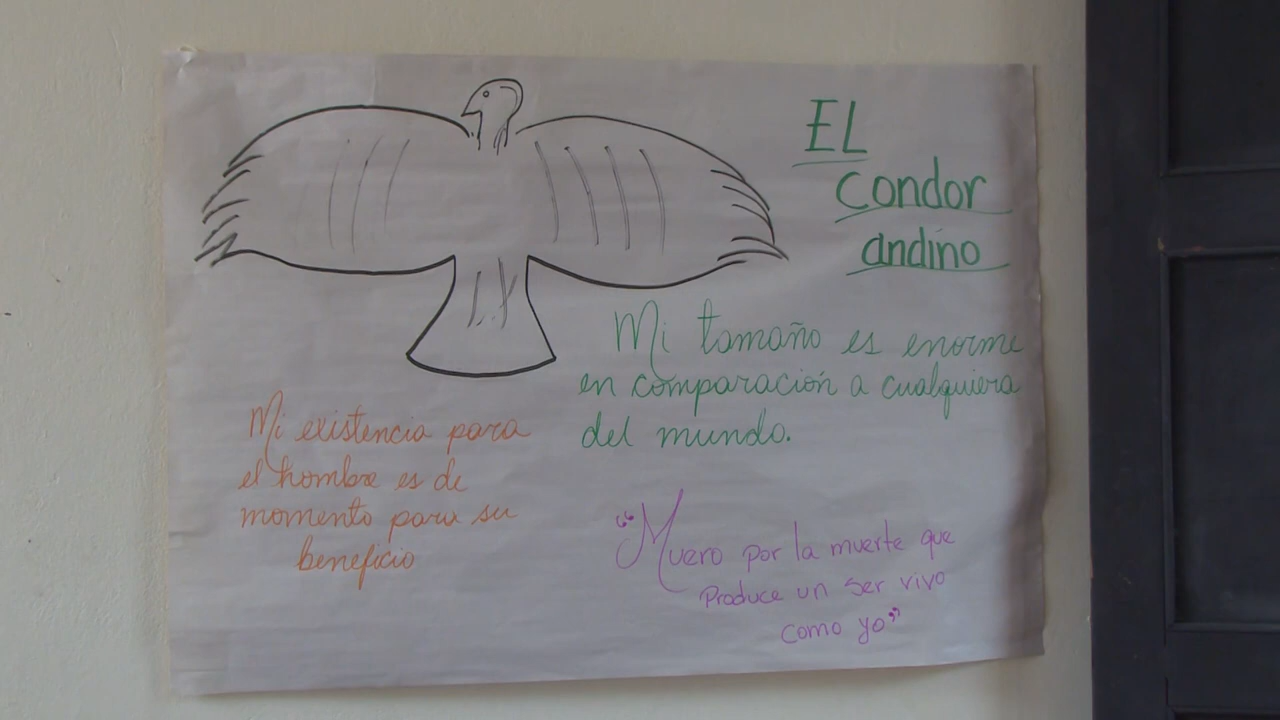 EL
Condor
andino
Mi tamaño es enorme
en comparación a cualquiera
del mundo.
Mi existencia para
el hombre es de
momento para su
beneficio
"Muero por la muerte que
Produce un ser vivo
como yo"